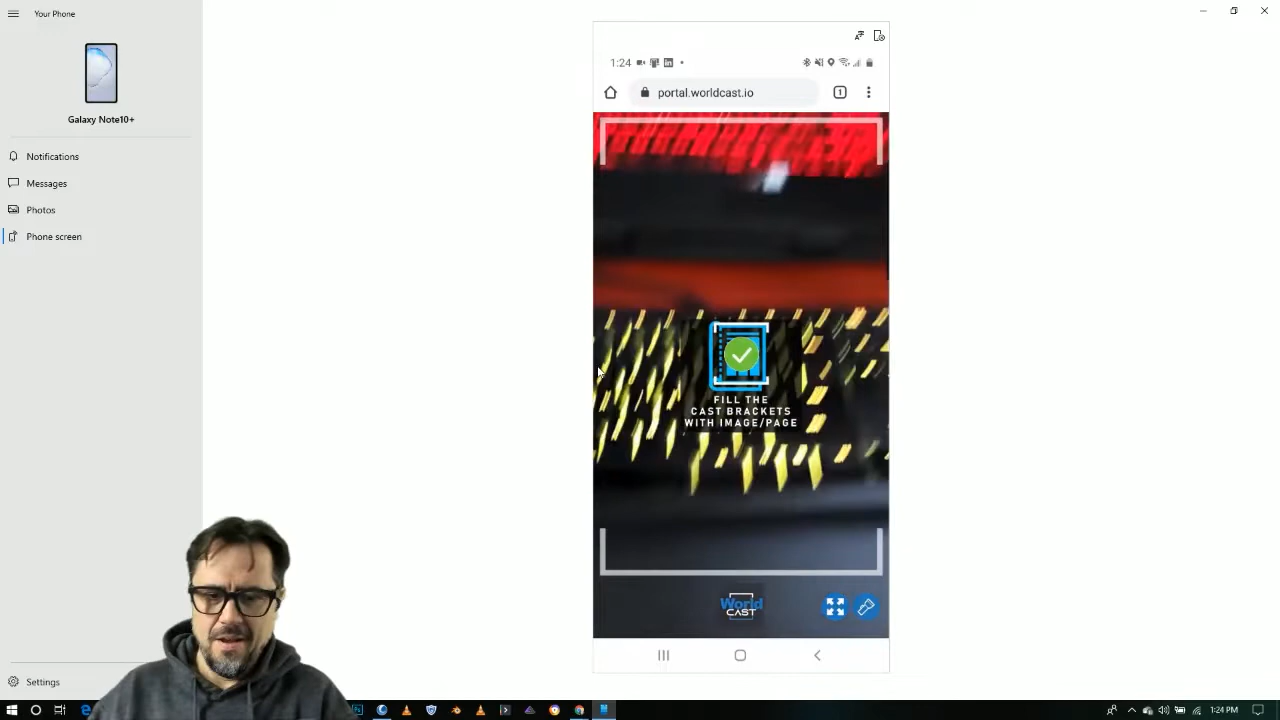 Your Phone
Galaxy Note10+
Notifications
Messages
Photos
Phone screen
Settings
1:24
portal.worldcast.io
1
FILL THE
CAST BRACKETS
WITH IMAGE/PAGE
World
CAST
1:24 PM